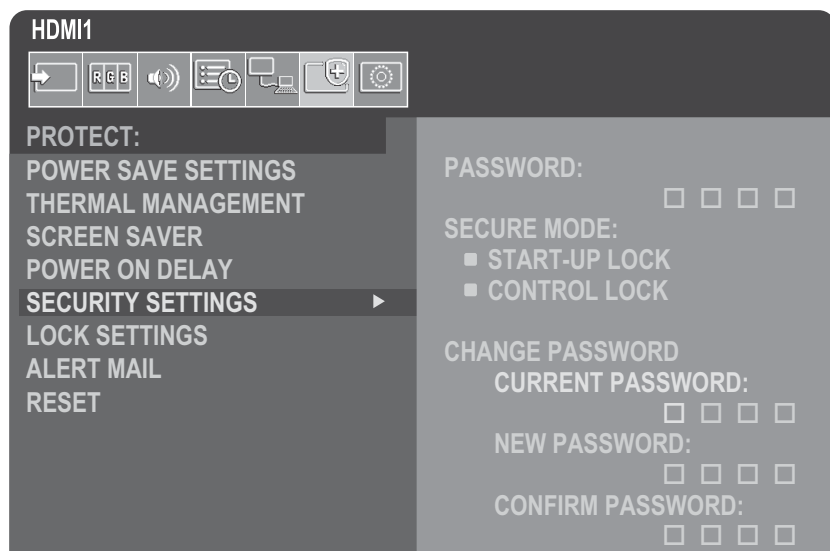 HDMI1
R G B
PROTECT:
POWER SAVE SETTINGS
THERMAL MANAGEMENT
SCREEN SAVER
POWER ON DELAY
SECURITY SETTINGS
LOCK SETTINGS
ALERT MAIL
RESET
PASSWORD:
SECURE MODE:
START-UP LOCK
CONTROL LOCK
CHANGE PASSWORD
CURRENT PASSWORD:
NEW PASSWORD:
CONFIRM PASSWORD: